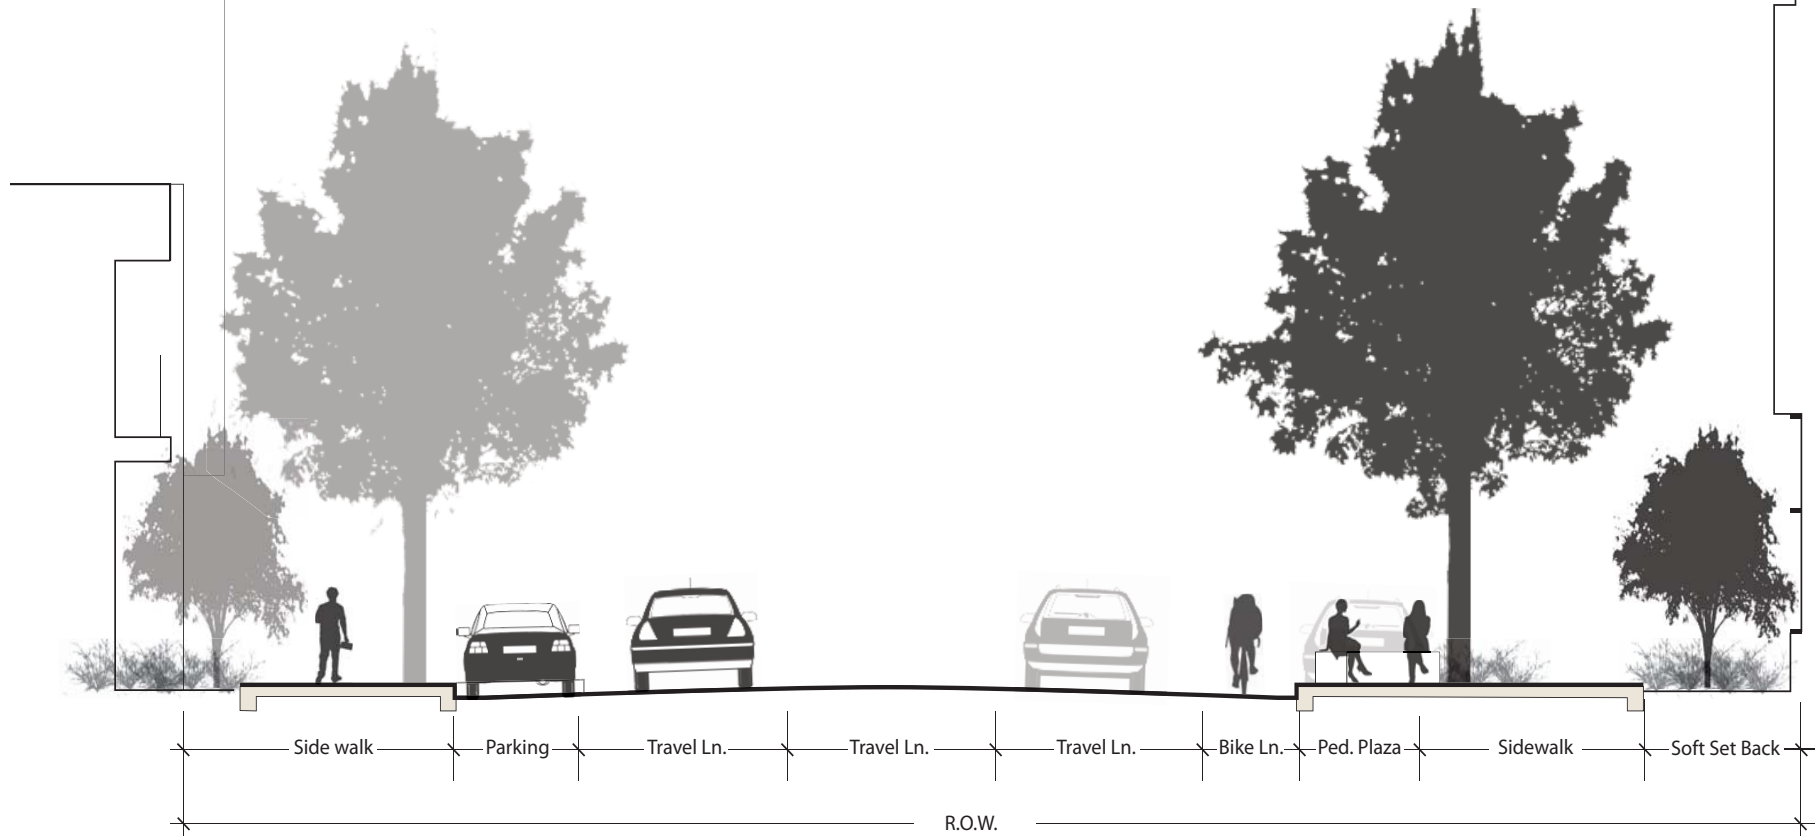 Side walk
Parking
Travel Ln.
Travel Ln.
Travel Ln.
Bike Ln.
Ped. Plaza
Sidewalk
Soft Set Back
R.O.W.